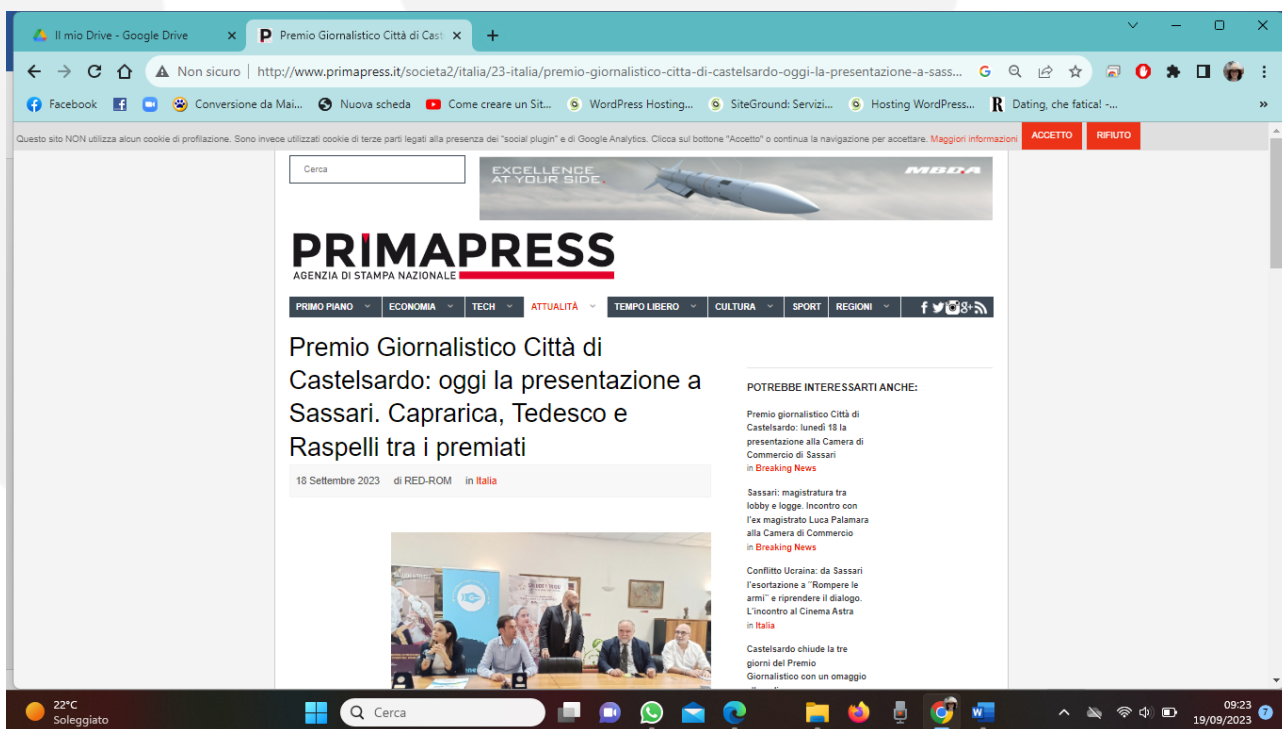 Il mio Drive - Google Drive
Premio Giornalistico Città di Cast
Non sicuro
http://www.primapress.it/societa2/italia/23-italia/premio-giornalistico-citta-di-castelsardo-oggi-la-presentazione-a-sass...
Facebook
Conversione da Mai...
Nuova scheda
Come creare un Sit...
WordPress Hosting...
SiteGround: Servizi...
Hosting WordPress...
Dating, che fatica! -...
»
Questo sito NON utilizza alcun cookie di profilazione. Sono invece utilizzati cookie di terze parti legati alla presenza dei "social plugin" e di Google Analytics. Clicca sul bottone "Accetto" o continua la navigazione per accettare. Maggiori informazioni
ACCETTO
RIFIUTO
Cerca
EXCELLENCE
AT YOUR SIDE.
MBDA
PRIMAPRESS
AGENZIA DI STAMPA NAZIONALE
PRIMO PIANO
ECONOMIA
TECH
ATTUALITÀ
TEMPO LIBERO
CULTURA
SPORT
REGIONI
Premio Giornalistico Città di
Castelsardo: oggi la presentazione a
Sassari. Caprarica, Tedesco e
Raspelli tra i premiati
18 Settembre 2023 di RED-ROM in Italia
POTREBBE INTERESSARTI ANCHE:
Premio giornalistico Città di
Castelsardo: lunedì 18 la
presentazione alla Camera di
Commercio di Sassari
in Breaking News
Sassari: magistratura tra
lobby e logge. Incontro con
l'ex magistrato Luca Palamara
alla Camera di Commercio
in Breaking News
Conflitto Ucraina: da Sassari
l'esortazione a "Rompere le
armi" e riprendere il dialogo.
L'incontro al Cinema Astra
in Italia
Castelsardo chiude la tre
giorni del Premio
Giornalistico con un omaggio
22°C
Soleggiato
Cerca
09:23
19/09/2023
7